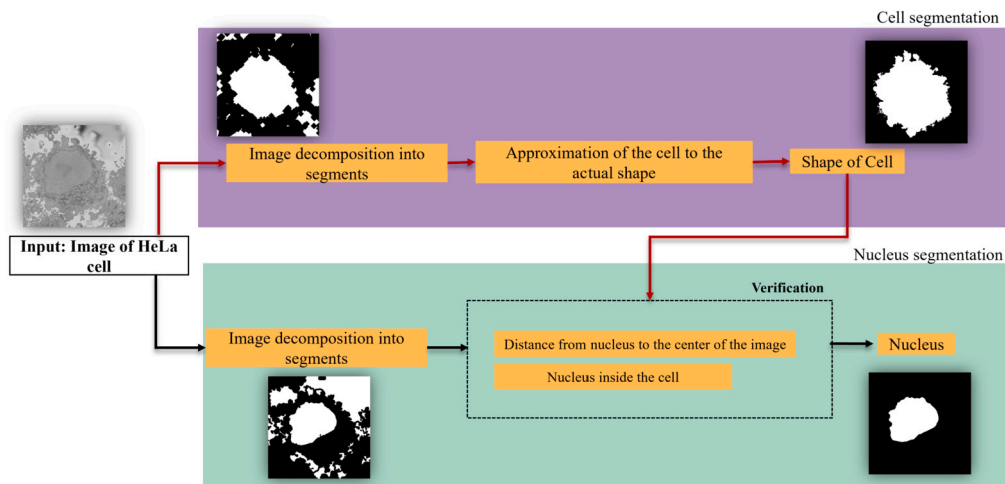 Cell segmentation
Image decomposition into
segments
Approximation of the cell to the
actual shape
Shape of Cell
Input: Image of HeLa
cell
Nucleus segmentation
Verification
Image decomposition into
segments
Distance from nucleus to the center of the image
Nucleus inside the cell
Nucleus